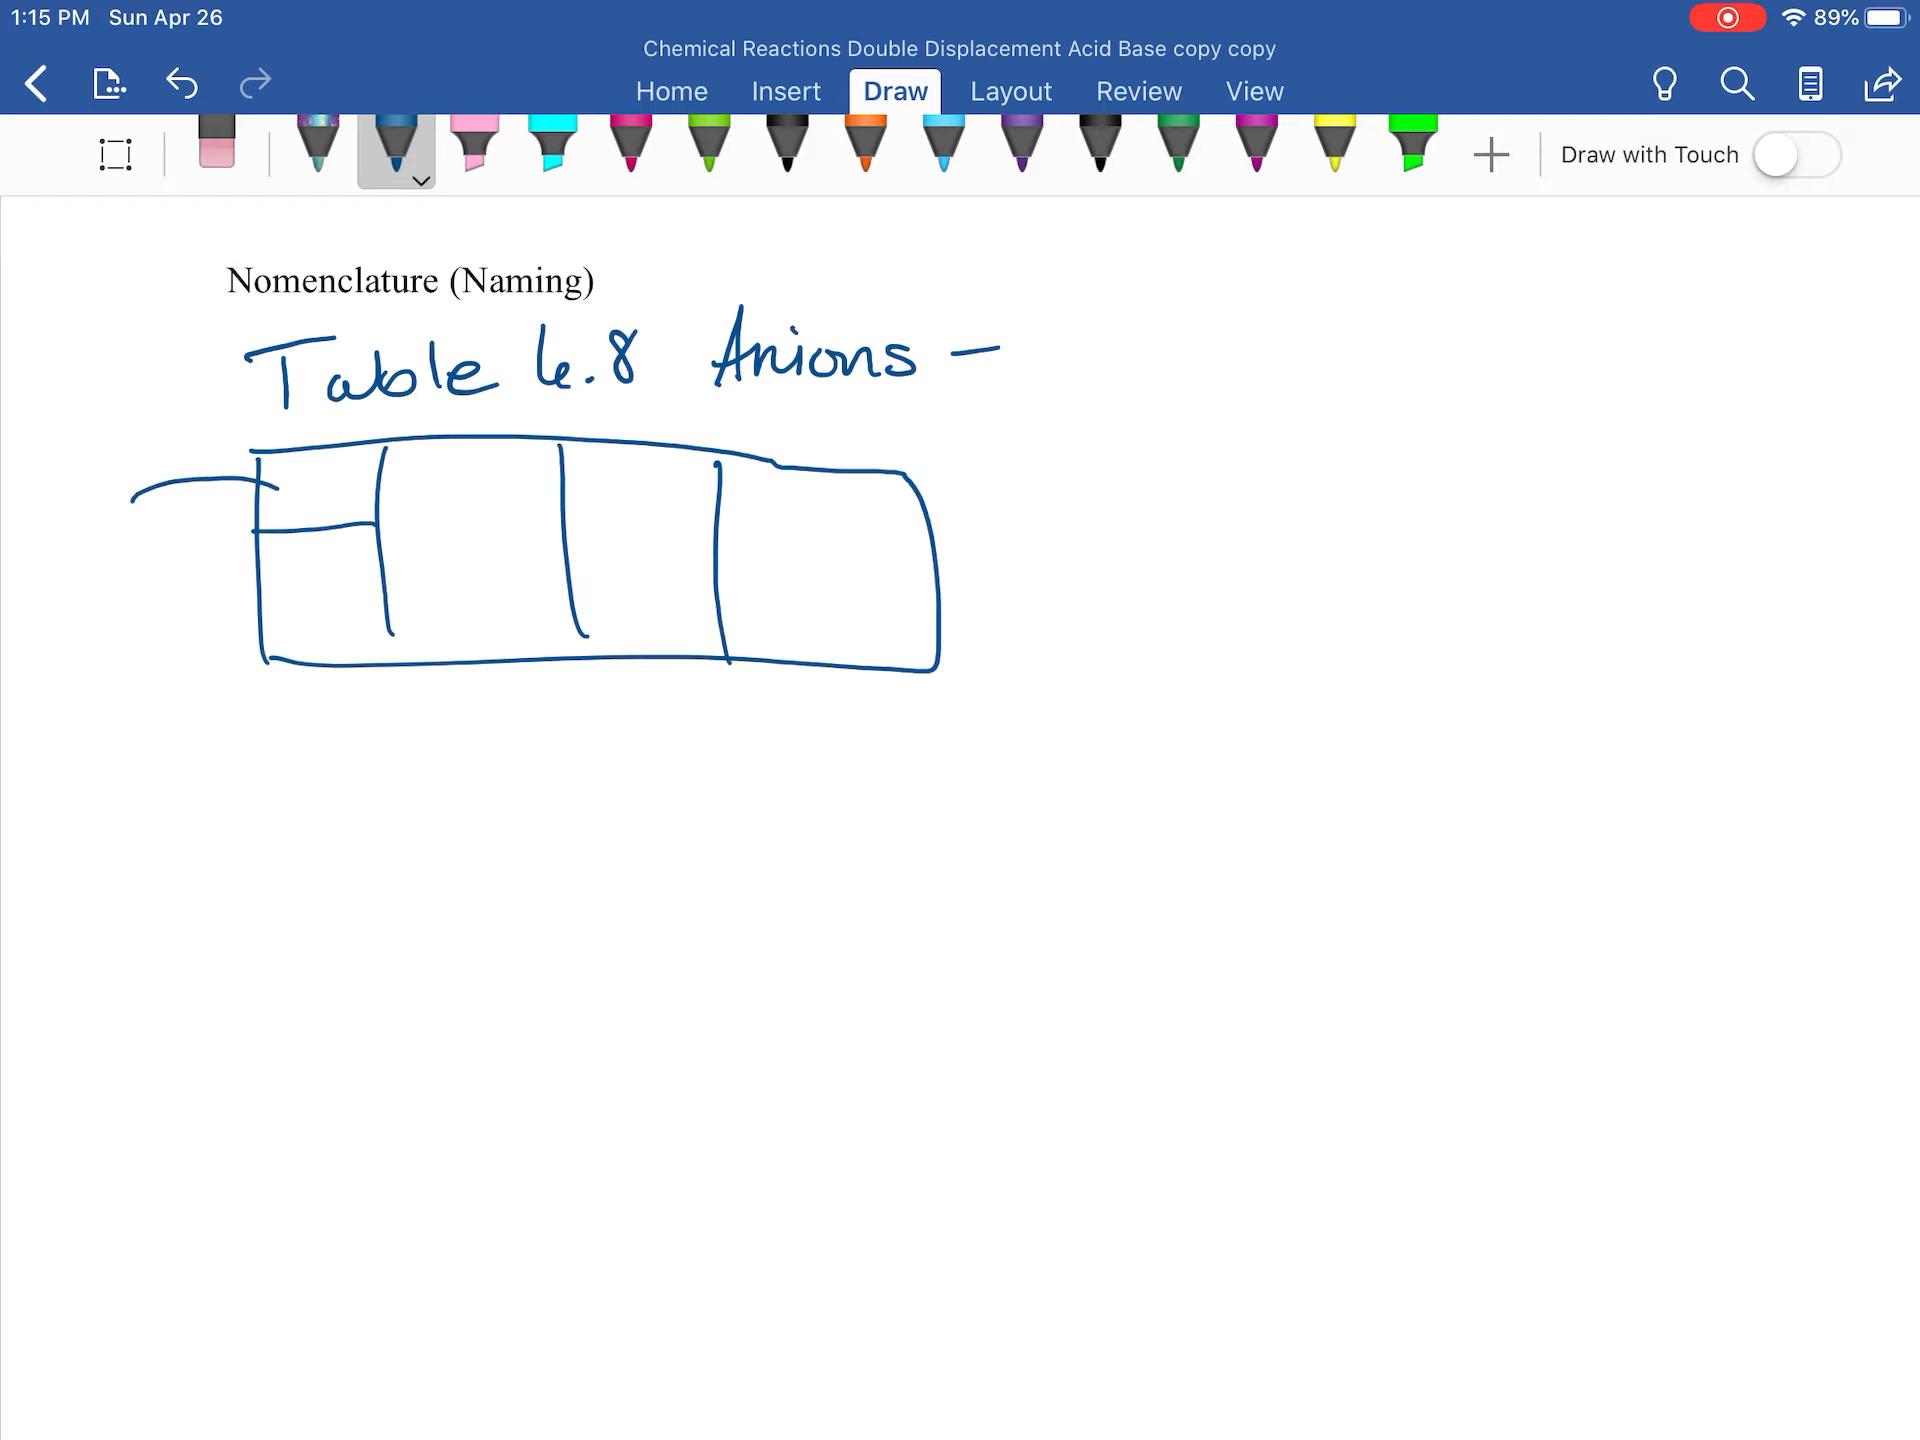 1:15 PM Sun Apr 26
89%
Chemical Reactions Double Displacement Acid Base copy copy
Home Insert Draw Layout Review View
Draw with Touch
Nomenclature (Naming)
Table 6.8 Anions -